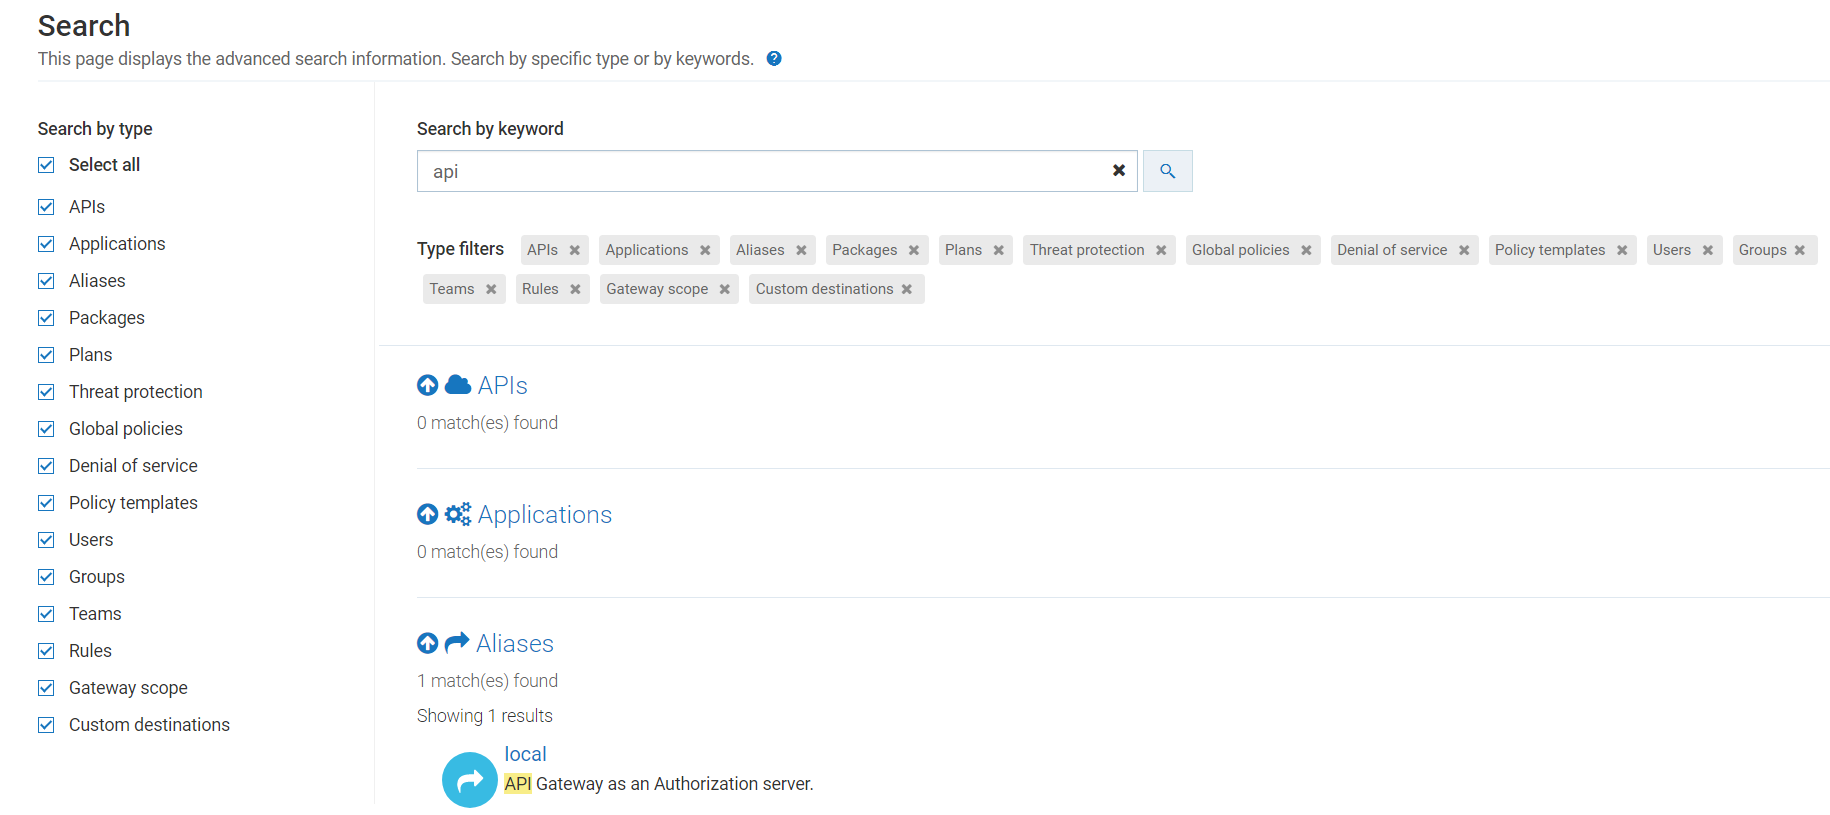 Search
This page displays the advanced search information. Search by specific type or by keywords.
Search by type
Select all
APIs
Applications
Aliases
Packages
Plans
Threat protection
Global policies
Denial of service
Policy templates
Users
Groups
Teams
Rules
Gateway scope
Custom destinations
Search by keyword
api
Type filters APIs Applications Aliases Packages Plans Threat protection Global policies Denial of service Policy templates Users Groups
Teams Rules Gateway scope Custom destinations
APIs
0 match(es) found
Applications
0 match(es) found
Aliases
1 match(es) found
Showing 1 results
local
API Gateway as an Authorization server.